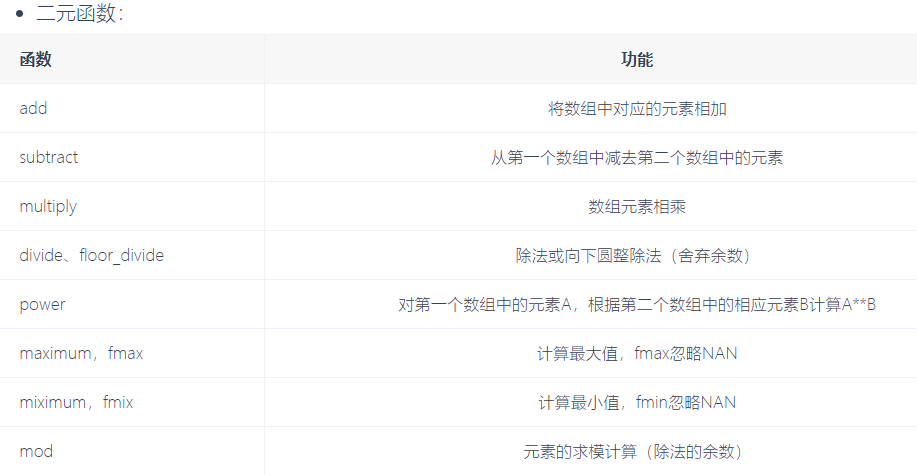 二元函数：
函数 功能
add 将数组中对应的元素相加
subtract 从第一个数组中减去第二个数组中的元素
multiply 数组元素相乘
divide、floor_divide 除法或向下圆整除法（舍弃余数）
power 对第一个数组中的元素A，根据第二个数组中的相应元素B计算A**B
maximum，fmax 计算最大值，fmax忽略NAN
miximum，fmix 计算最小值，fmin忽略NAN
mod 元素的求模计算（除法的余数）